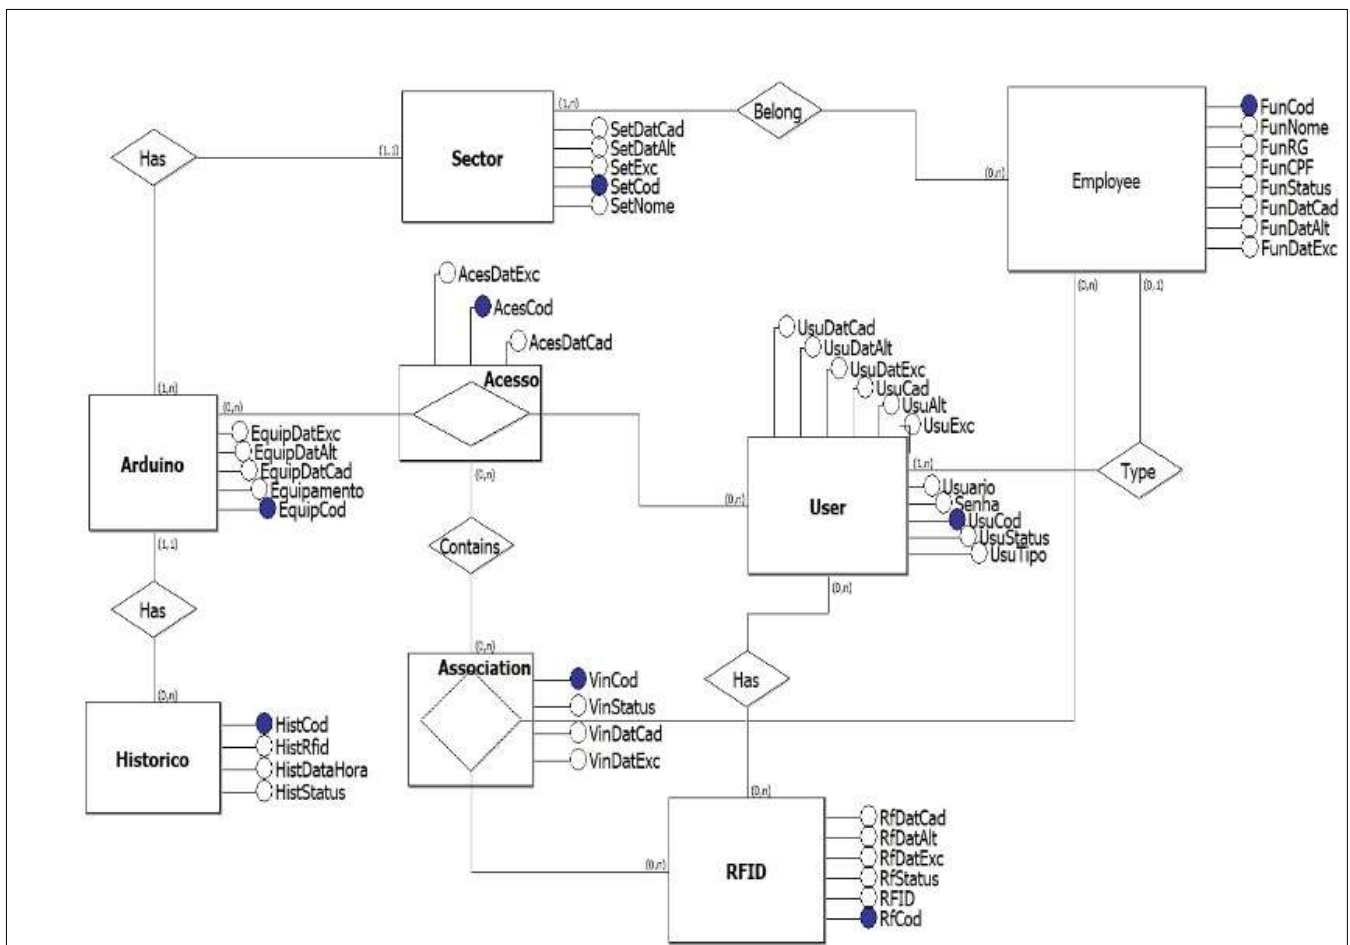 (1,n)
Belong
FunCod
FunNome
FunRG
FunCPF
FunStatus
FunDatCad
FunDatAlt
FunDatExc
Employee
(0,n)
(0,n)
(0,1)
Has
(1,1)
Sector
SetDatCad
SetDatAlt
SetExc
SetCod
SetNome
AcesDatExc
AcesCod
AcesDatCad
Acesso
UsuDatCad
UsuDatAlt
UsuDatExc
UsuCad
UsuAlt
UsuExc
(1,n)
Arduino
(0,n)
EquipDatExc
EquipDatAlt
EquipDatCad
Equipamento
EquipCod
(1,1)
(0,n)
(0,n)
User
(1,n)
Type
Usuario
Senha
UsuCod
UsuStatus
UsuTipo
(0,n)
Contains
Has
(0,n)
(0,n)
Association
VinCod
VinStatus
VinDatCad
VinDatExc
Has
Historico
HistCod
HistRfid
HistDataHora
HistStatus
(0,n)
(0,n)
RFID
RfDatCad
RfDatAlt
RfDatExc
RfStatus
RFID
RfCod